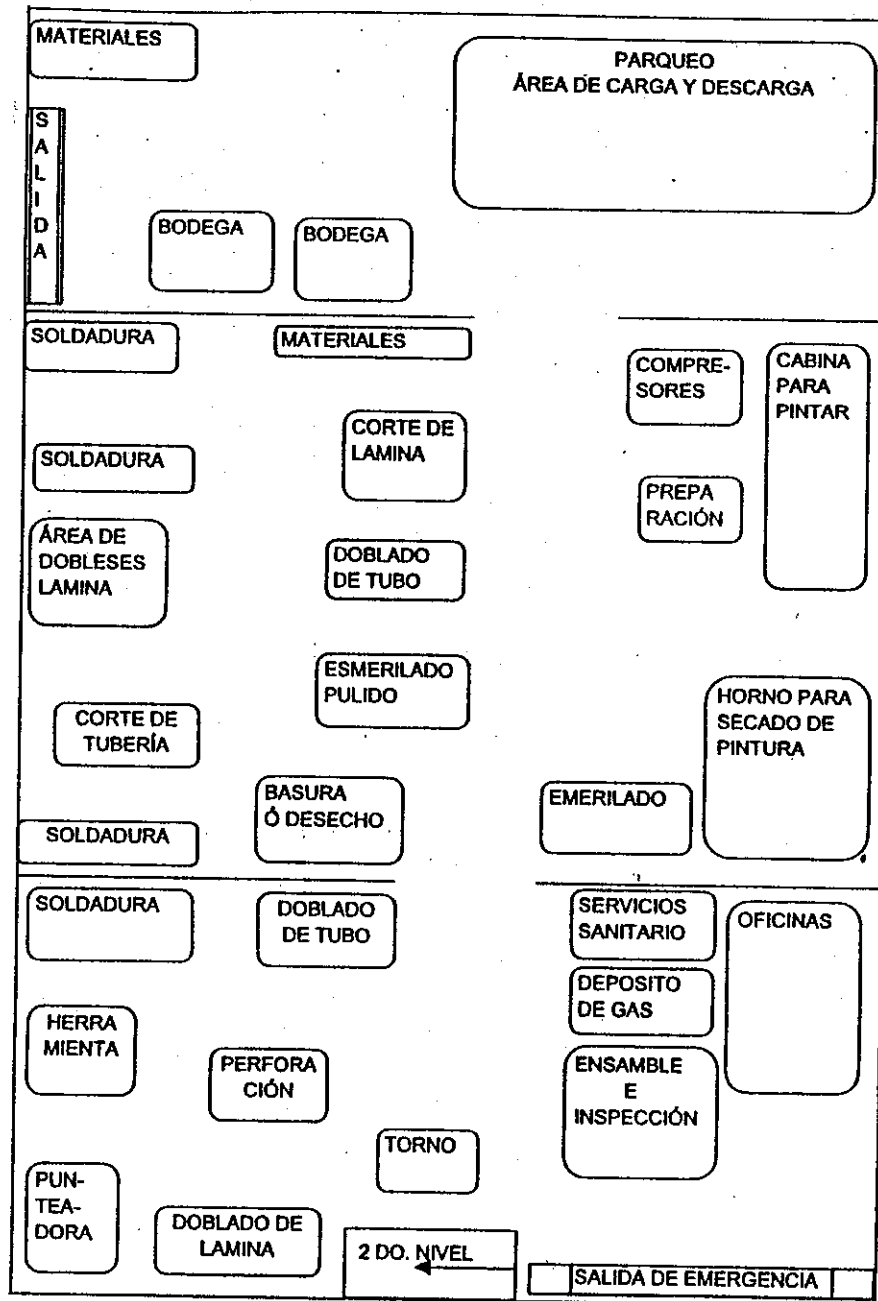 MATERIALES
PARQUEO
ÁREA DE CARGA Y DESCARGA
S
A
L
I
D
A
BODEGA
BODEGA
SOLDADURA
MATERIALES
COMPRE-
SORES
CABINA
PARA
PINTAR
CORTE DE
LAMINA
SOLDADURA
PREPA
RACIÓN
ÁREA DE
DOBLESES
LAMINA
DOBLADO
DE TUBO
ESMERILADO
PULIDO
HORNO PARA
SECADO DE
PINTURA
CORTE DE
TUBERÍA
BASURA
Ó DESECHO
EMERILADO
SOLDADURA
SOLDADURA
DOBLADO
DE TUBO
SERVICIOS
SANITARIO
OFICINAS
DEPOSITO
DE GAS
HERRA
MIENTA
PERFORA
CIÓN
ENSAMBLE
E
INSPECCIÓN
TORNO
PUN-
TEA-
DORA
DOBLADO DE
LAMINA
2 DO. NIVEL
SALIDA DE EMERGENCIA